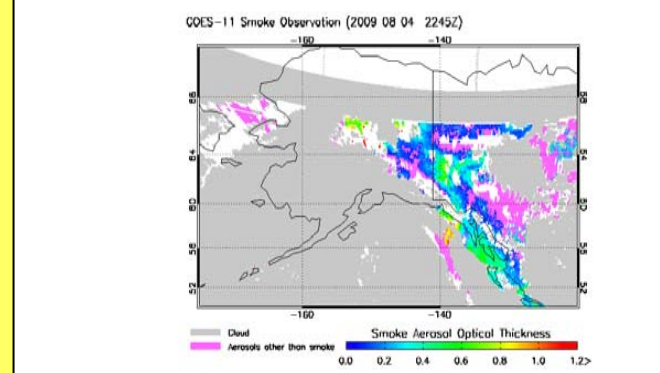 GOES-11 Smoke Observation (2009 08 04 2245Z)
-160 -140
68 68
64 64
60 60
56 56
52 52
-160 -140
Cloud
Aerosols other than smoke
Smoke Aerosol Optical Thickness
0.0 0.2 0.4 0.6 0.8 1.0 1.2>